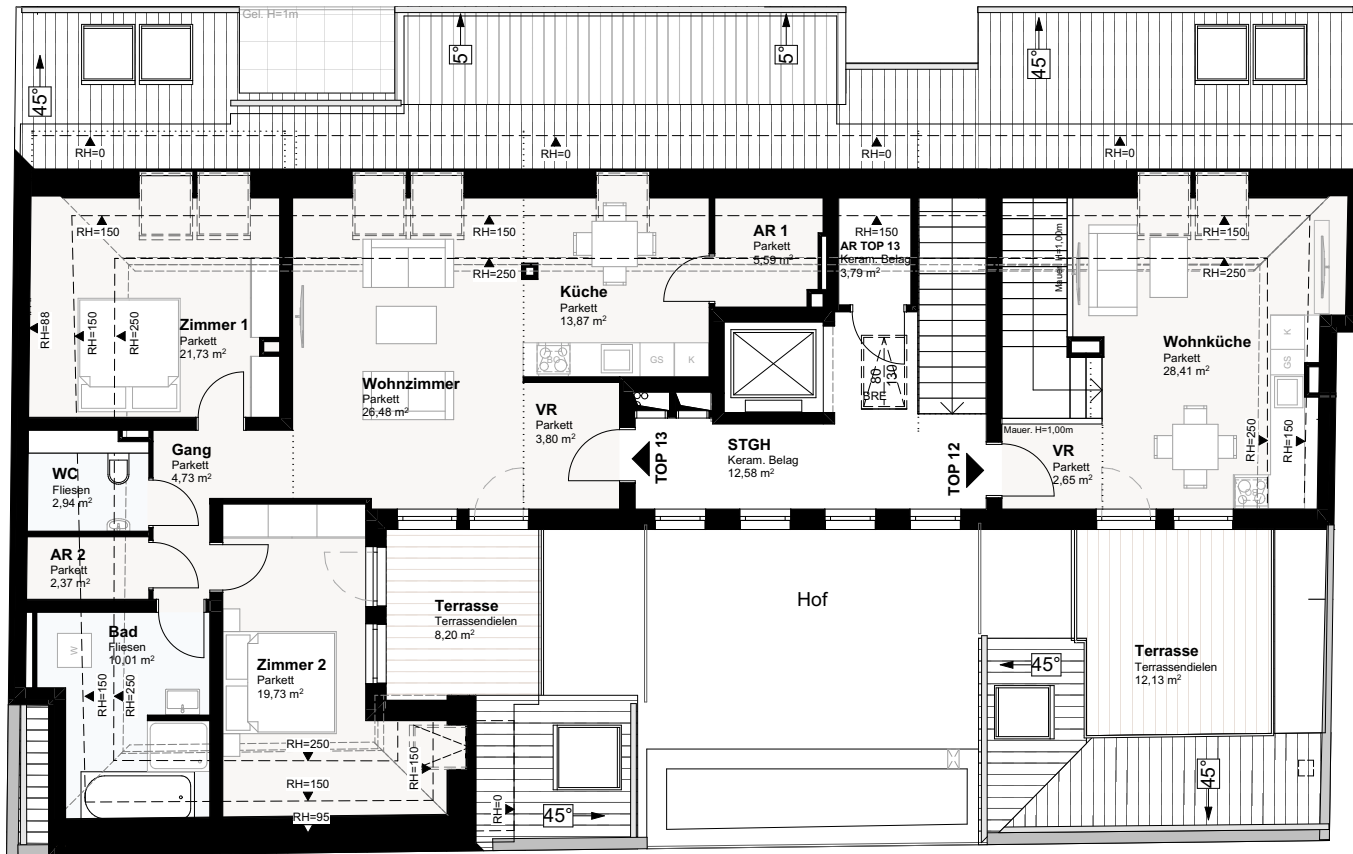 Gel. H=1m
45°
5°
5°
45°
RH=0
RH=0
RH=0
RH=0
RH=150
RH=150
RH=150
RH=150
RH=250
RH=250
RH=88
RH=150
RH=250
Zimmer 1
Parkett
21,73 m²
Wohnzimmer
Parkett
26,48 m²
Küche
Parkett
13,87 m²
GS
K
AR 1
Parkett
5,59 m²
AR TOP 13
Keram. Belag
3,79 m²
80
130
BRE
VR
Parkett
3,80 m²
TOP 13
STGH
Keram. Belag
12,58 m²
TOP 12
Mauer. H=1,00m
Mauer. H=1,00m
VR
Parkett
2,65 m²
Wohnküche
Parkett
28,41 m²
K
GS
RH=250
RH=150
Gang
Parkett
4,73 m²
WC
Fliesen
2,94 m²
AR 2
Parkett
2,37 m²
Bad
Fliesen
10,01 m²
W
RH=150
RH=250
Zimmer 2
Parkett
19,73 m²
RH=250
RH=150
RH=95
RH=150
RH=0
Terrasse
Terrassendielen
8,20 m²
Hof
Terrasse
Terrassendielen
12,13 m²
45°
45°
45°